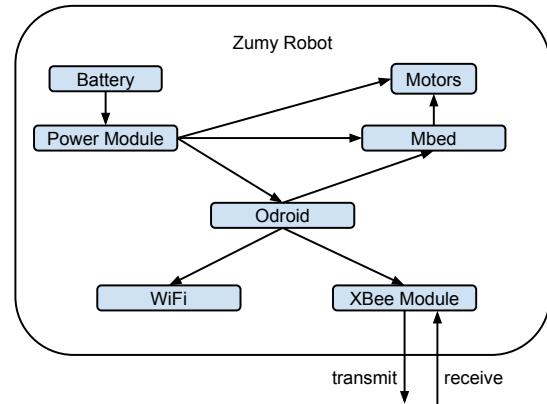 Zumy Robot
Battery
Motors
Power Module
Mbed
Odroid
WiFi
XBee Module
transmit
receive